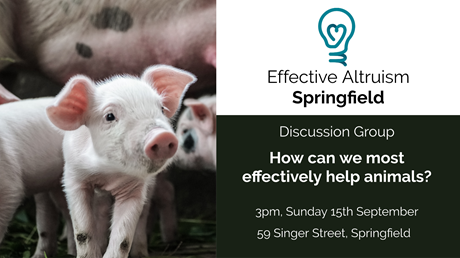 Effective Altruism
Springfield
Discussion Group
How can we most
effectively help animals?
3pm, Sunday 15th September
59 Singer Street, Springfield